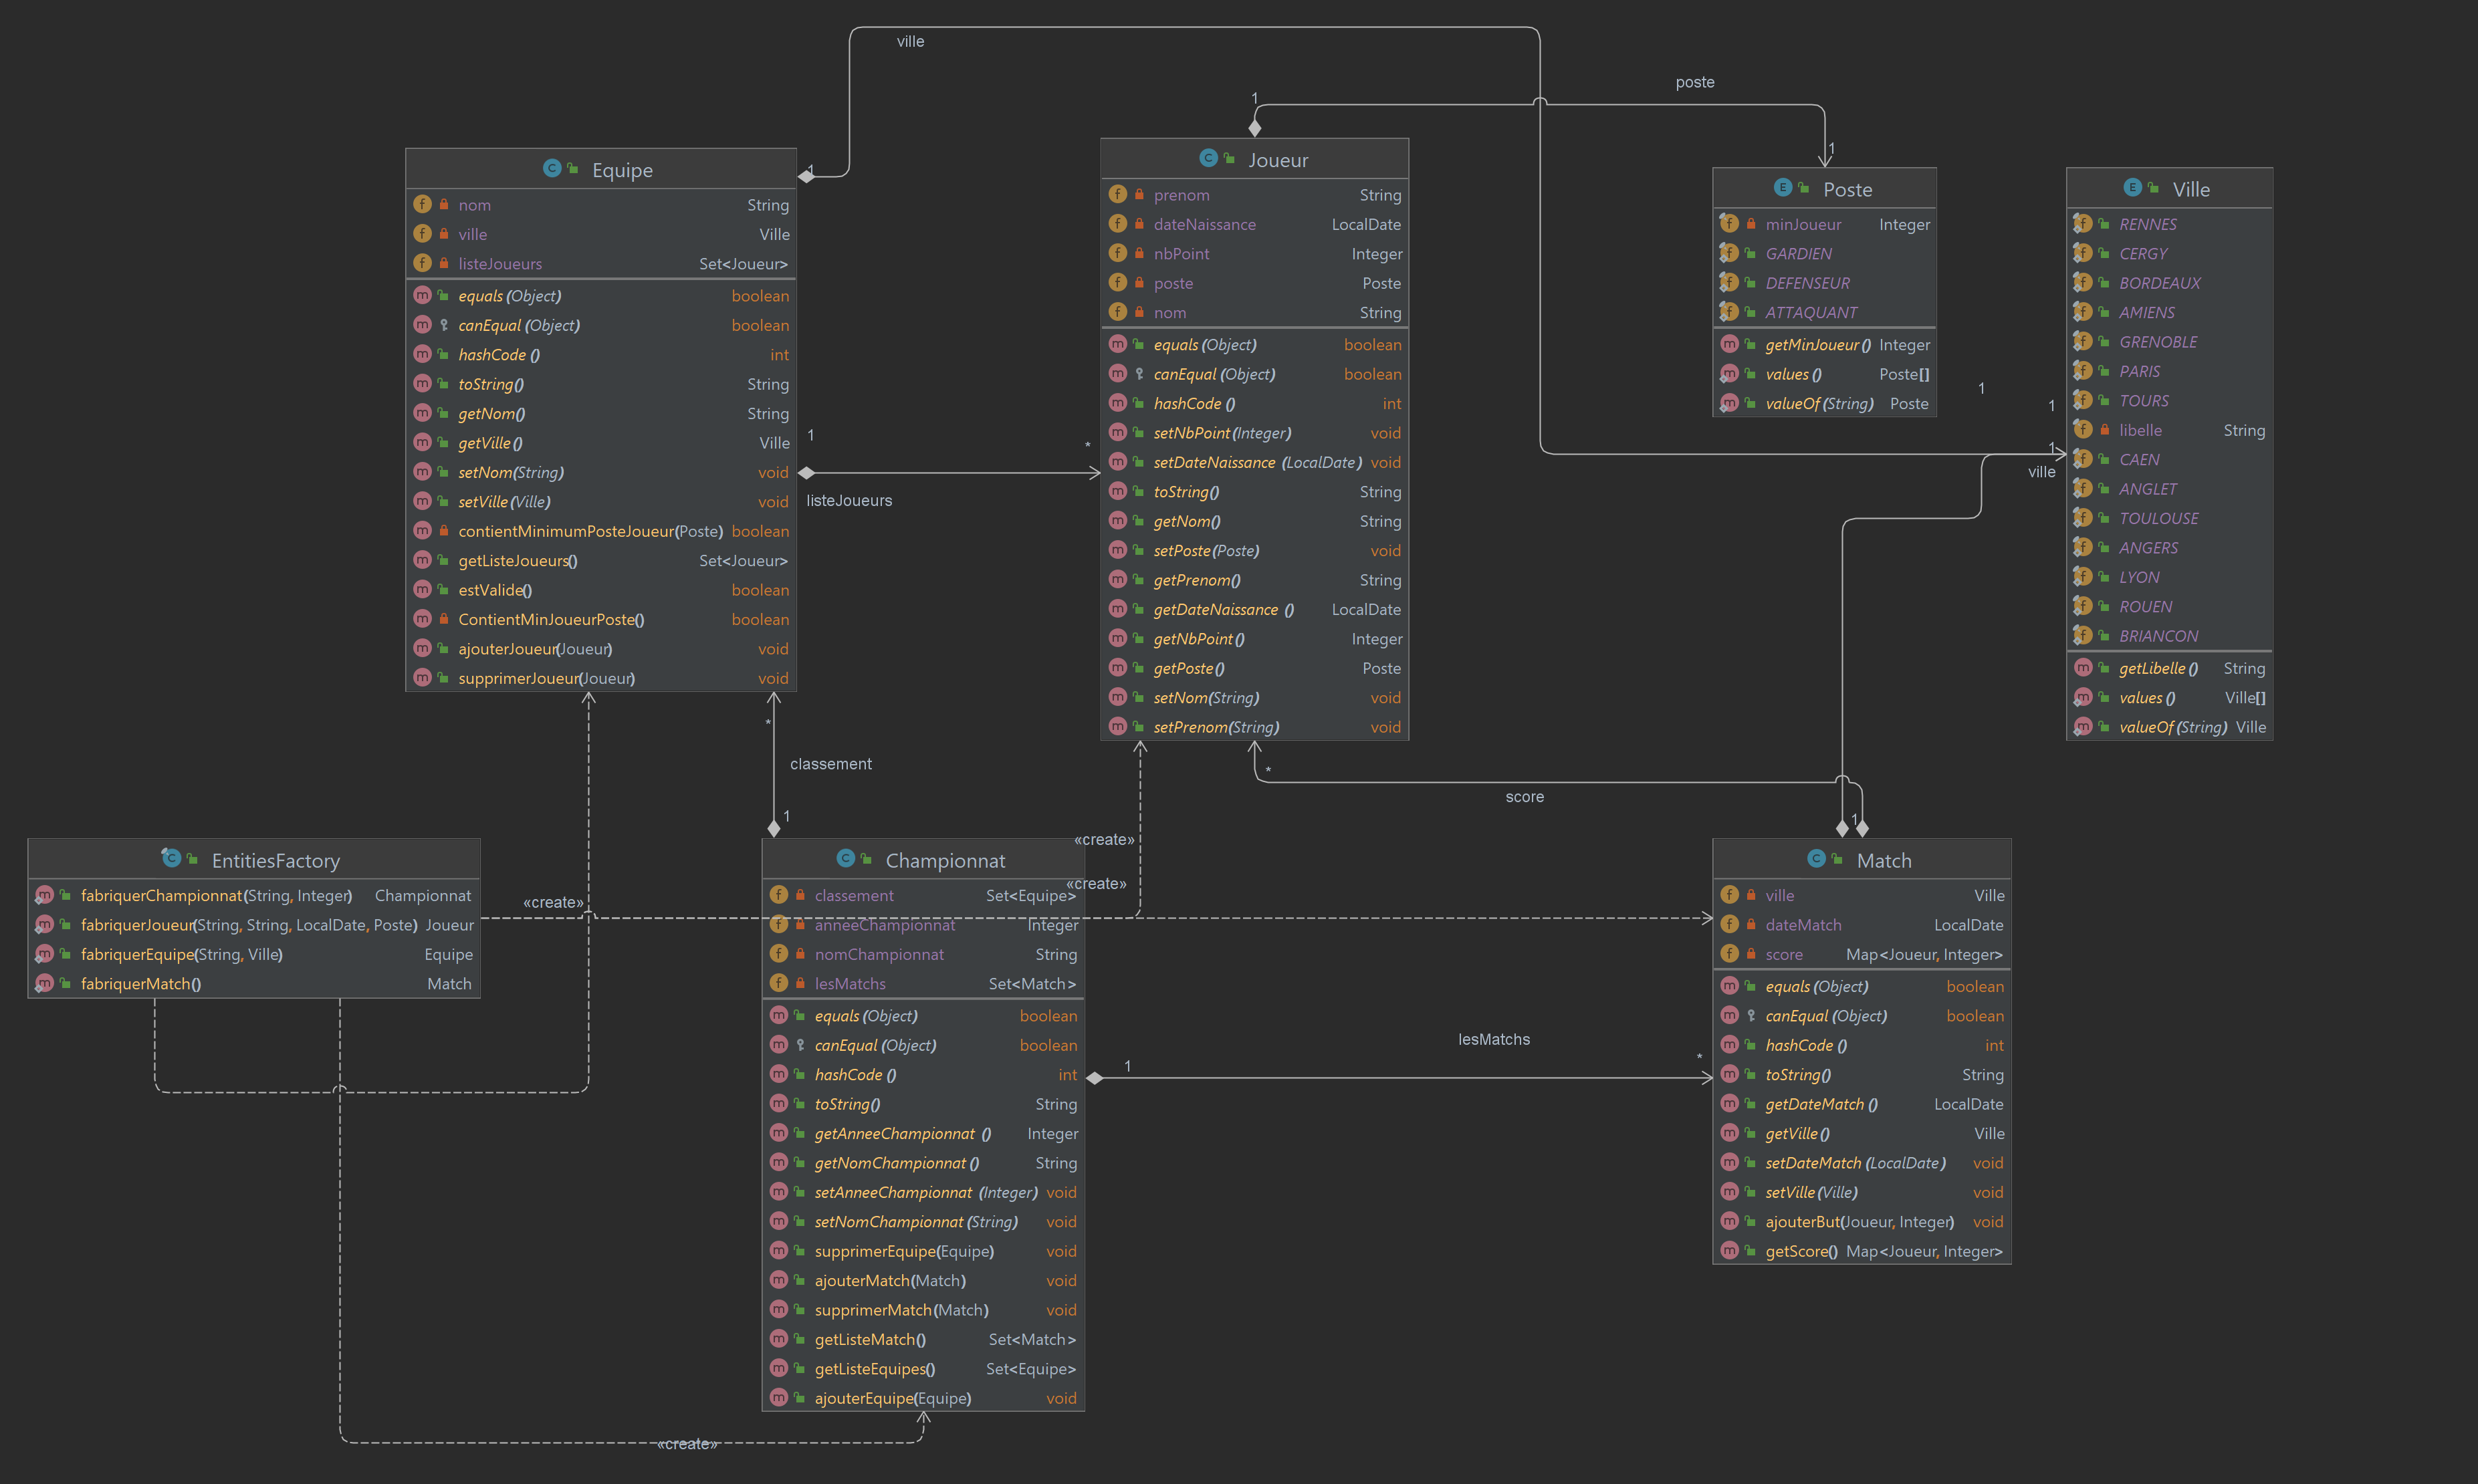 ville
poste
1
1
1
Equipe
nom String
ville Ville
listeJoueurs Set<Joueur>
equals(Object) boolean
canEqual(Object) boolean
hashCode() int
toString() String
getNom() String
getVille() Ville
setNom(String) void
setVille(Ville) void
contientMinimumPosteJoueur(Poste) boolean
getListeJoueurs() Set<Joueur>
estValide() boolean
ContientMinJoueurPoste() boolean
ajouterJoueur(Joueur) void
supprimerJoueur(Joueur) void
1
*
listeJoueurs
Joueur
prenom String
dateNaissance LocalDate
nbPoint Integer
poste Poste
nom String
equals(Object) boolean
canEqual(Object) boolean
hashCode() int
setNbPoint(Integer) void
setDateNaissance(LocalDate) void
toString() String
getNom() String
setPoste(Poste) void
getPrenom() String
getDateNaissance() LocalDate
getNbPoint() Integer
getPoste() Poste
setNom(String) void
setPrenom(String) void
Poste
minJoueur Integer
GARDIEN
DEFENSEUR
ATTAQUANT
getMinJoueur() Integer
values() Poste[]
valueOf(String) Poste
1
1
1
ville
Ville
RENNES
CERGY
BORDEAUX
AMIENS
GRENOBLE
PARIS
TOURS
libelle String
CAEN
ANGLET
TOULOUSE
ANGERS
LYON
ROUEN
BRIANCON
getLibelle() String
values() Ville[]
valueOf(String) Ville
*
classement
1
*
score
1
«create»
«create»
«create»
EntitiesFactory
fabriquerChampionnat(String, Integer) Championnat
fabriquerJoueur(String, String, LocalDate, Poste) Joueur
fabriquerEquipe(String, Ville) Equipe
fabriquerMatch() Match
Championnat
classement Set<Equipe>
anneeChampionnat Integer
nomChampionnat String
lesMatchs Set<Match>
equals(Object) boolean
canEqual(Object) boolean
hashCode() int
toString() String
getAnneeChampionnat() Integer
getNomChampionnat() String
setAnneeChampionnat(Integer) void
setNomChampionnat(String) void
supprimerEquipe(Equipe) void
ajouterMatch(Match) void
supprimerMatch(Match) void
getListeMatch() Set<Match>
getListeEquipes() Set<Equipe>
ajouterEquipe(Equipe) void
1
lesMatchs
*
Match
ville Ville
dateMatch LocalDate
score Map<Joueur, Integer>
equals(Object) boolean
canEqual(Object) boolean
hashCode() int
toString() String
getDateMatch() LocalDate
getVille() Ville
setDateMatch(LocalDate) void
setVille(Ville) void
ajouterBut(Joueur, Integer) void
getScore() Map<Joueur, Integer>
«create»